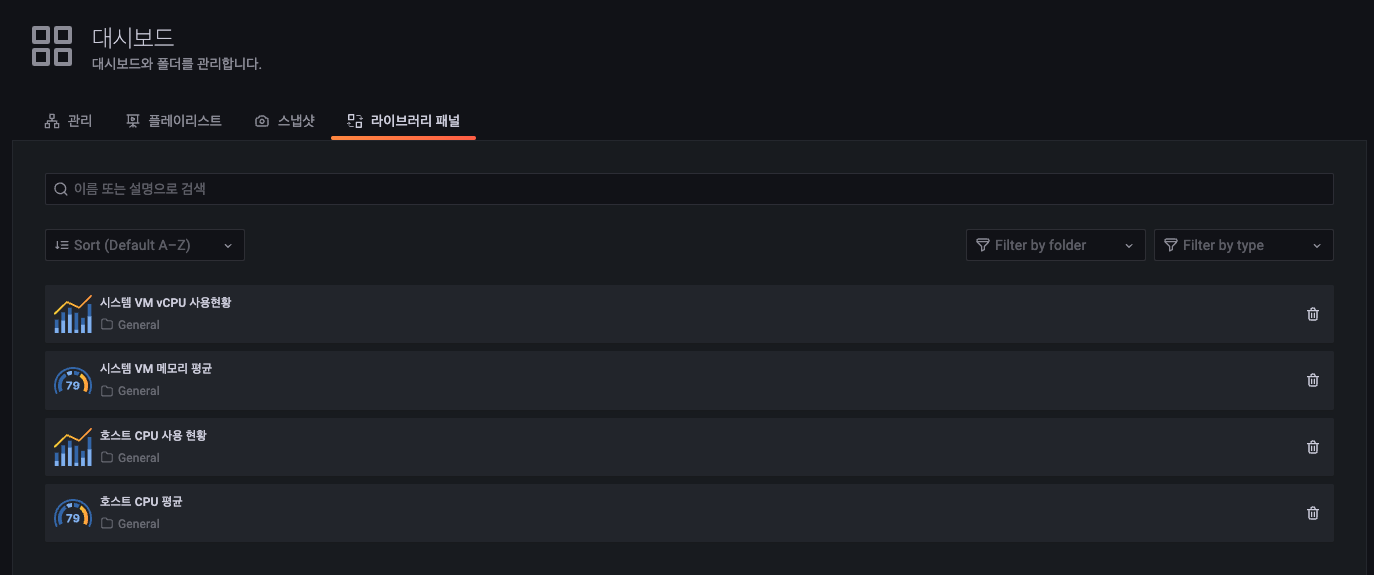 대시보드
대시보드와 폴더를 관리합니다.
관리 플레이리스트 스냅샷 라이브러리 패널
이름 또는 설명으로 검색
Sort (Default A–Z) Filter by folder Filter by type
시스템 VM vCPU 사용현황
General
시스템 VM 메모리 평균
79
General
호스트 CPU 사용 현황
General
호스트 CPU 평균
79
General